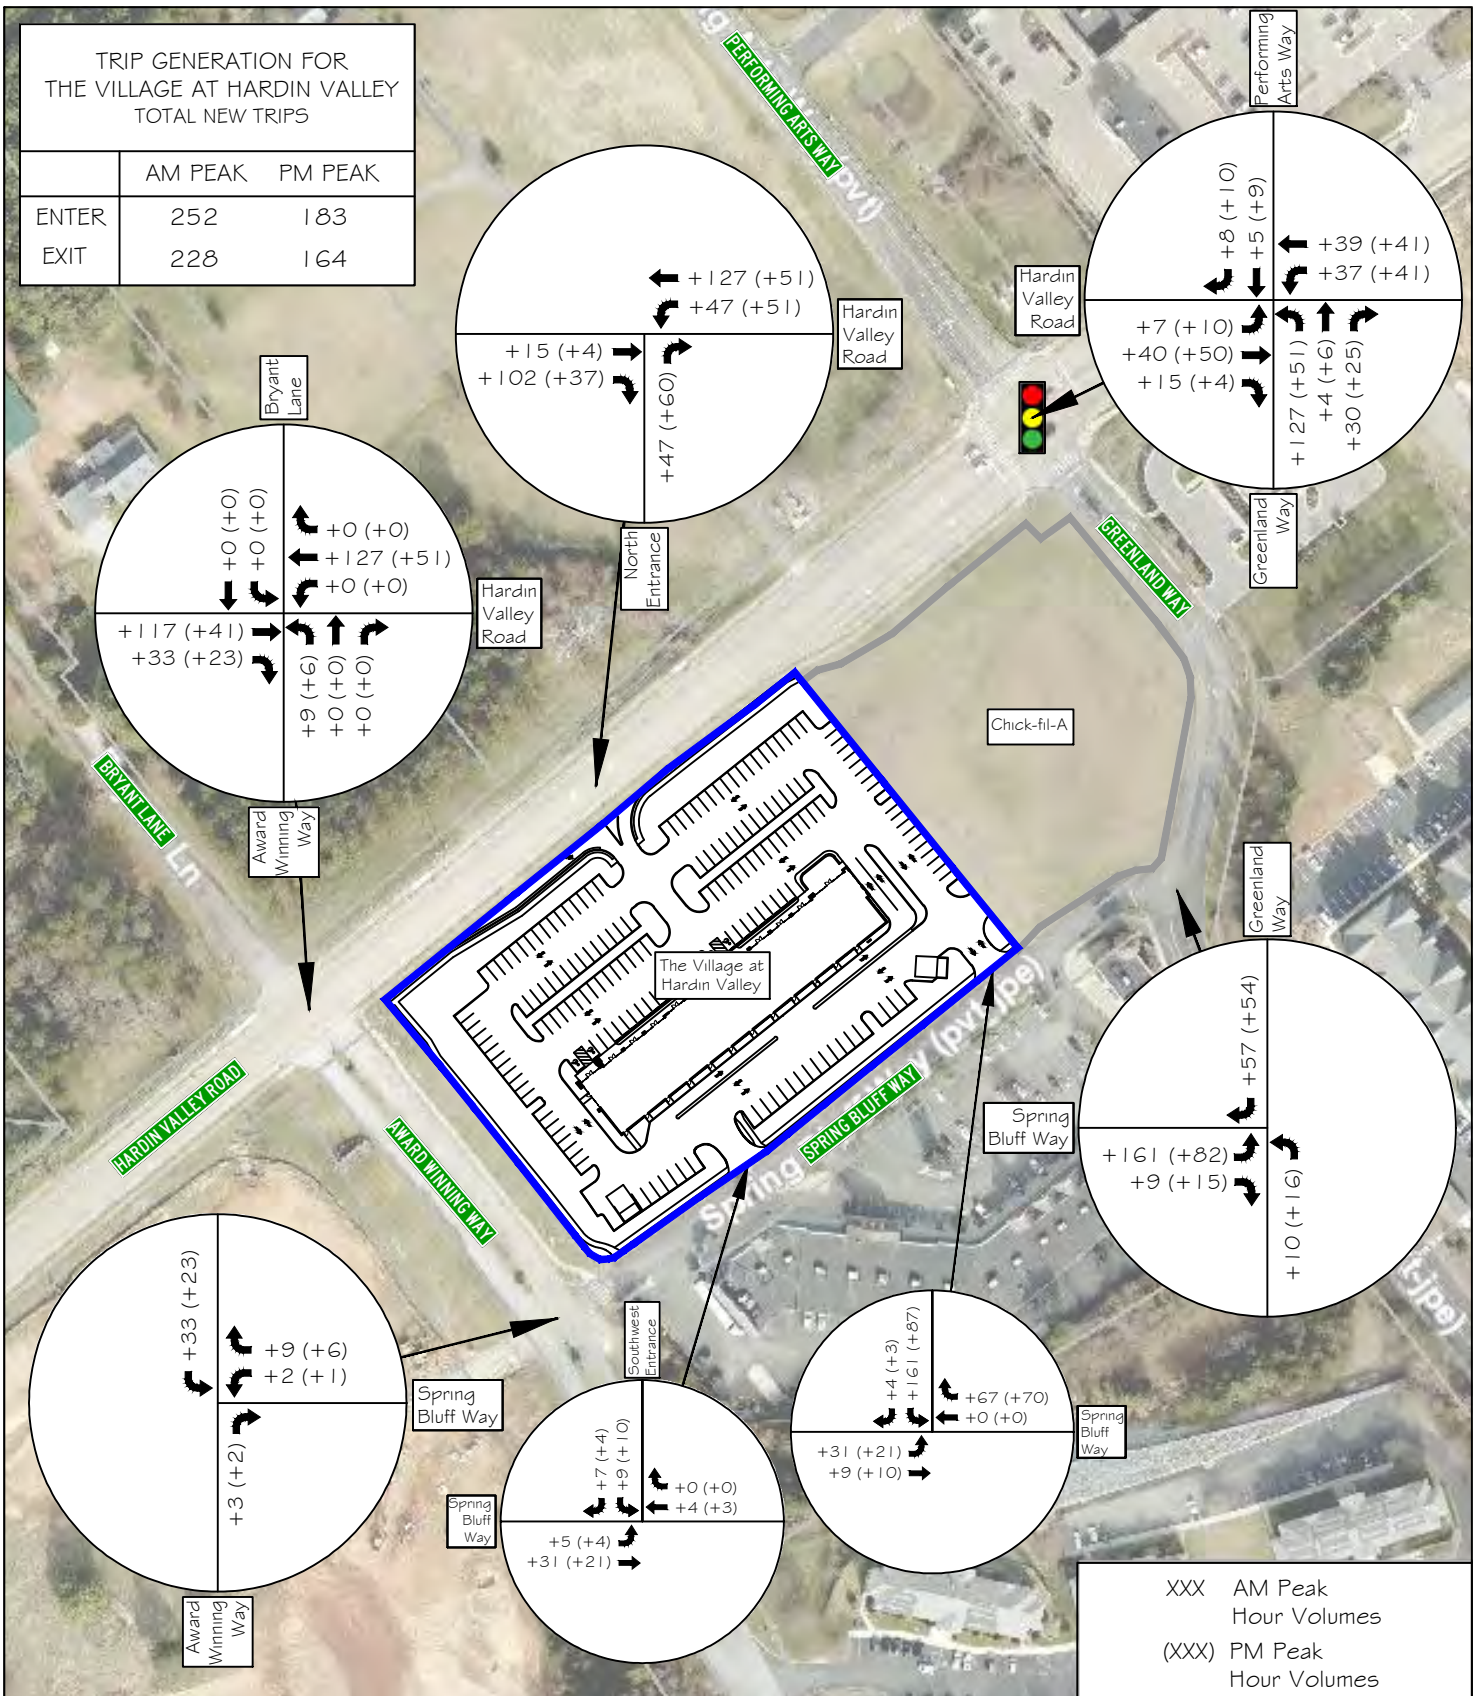 TRIP GENERATION FOR
THE VILLAGE AT HARDIN VALLEY
TOTAL NEW TRIPS
AM PEAK PM PEAK
ENTER 252 183
EXIT 228 164
PERFORMING ARTS WAY
(pvt)
Performing
Arts Way
+8 (+10)
+5 (+9)
+39 (+41)
+37 (+41)
Hardin
Valley
Road
+7 (+10)
+40 (+50)
+15 (+4)
+127 (+51)
+4 (+6)
+30 (+25)
Greenland
Way
+127 (+51)
+47 (+51)
Hardin
Valley
Road
+15 (+4)
+102 (+37)
+47 (+60)
North
Entrance
Bryant
Lane
+0 (+0)
+0 (+0)
+0 (+0)
+127 (+51)
+0 (+0)
Hardin
Valley
Road
+117 (+41)
+33 (+23)
+9 (+6)
+0 (+0)
+0 (+0)
Award
Winning
Way
GREENLAND WAY
Chick-fil-A
BRYANT LANE
Ln
The Village at
Hardin Valley
HARDIN VALLEY ROAD
AWARD WINNING WAY
SPRING BLUFF WAY
Greenland
Way
+57 (+54)
Spring
Bluff Way
+161 (+82)
+9 (+15)
+10 (+16)
+33 (+23)
+9 (+6)
+2 (+1)
Spring
Bluff Way
+3 (+2)
Award
Winning
Way
Southwest
Entrance
+7 (+4)
+9 (+10)
+0 (+0)
+4 (+3)
Spring
Bluff
Way
+5 (+4)
+31 (+21)
+4 (+3)
+161 (+87)
+67 (+70)
+0 (+0)
Spring
Bluff
Way
+31 (+21)
+9 (+10)
XXX AM Peak
Hour Volumes
(XXX) PM Peak
Hour Volumes